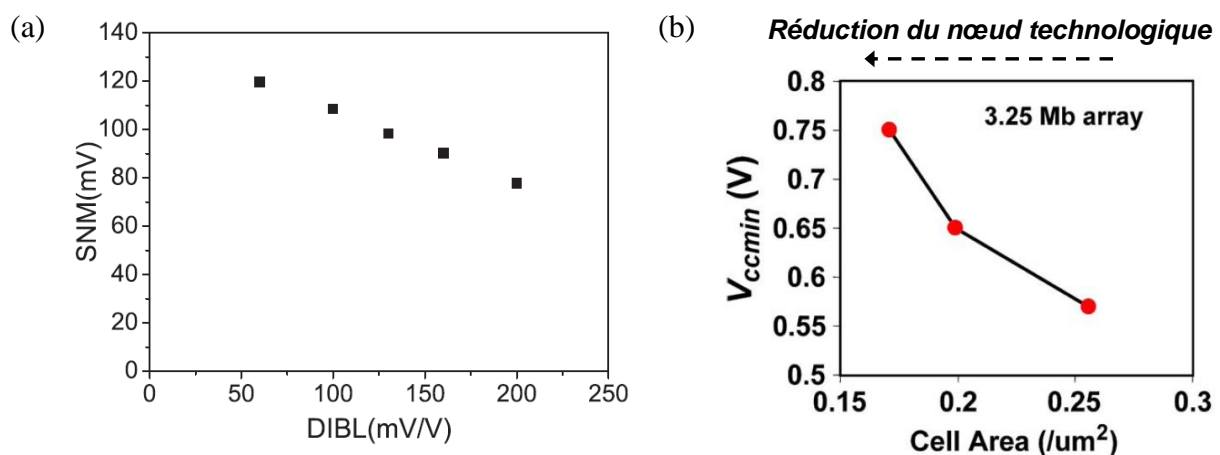 (a)
140
120
100
80
60
40
20
0
SNM(mV)
0 50 100 150 200 250
DIBL(mV/V)
(b)
Réduction du nœud technologique
0.8
0.75
0.7
0.65
0.6
0.55
0.5
Vccmin (V)
3.25 Mb array
0.15 0.2 0.25 0.3
Cell Area (/um²)